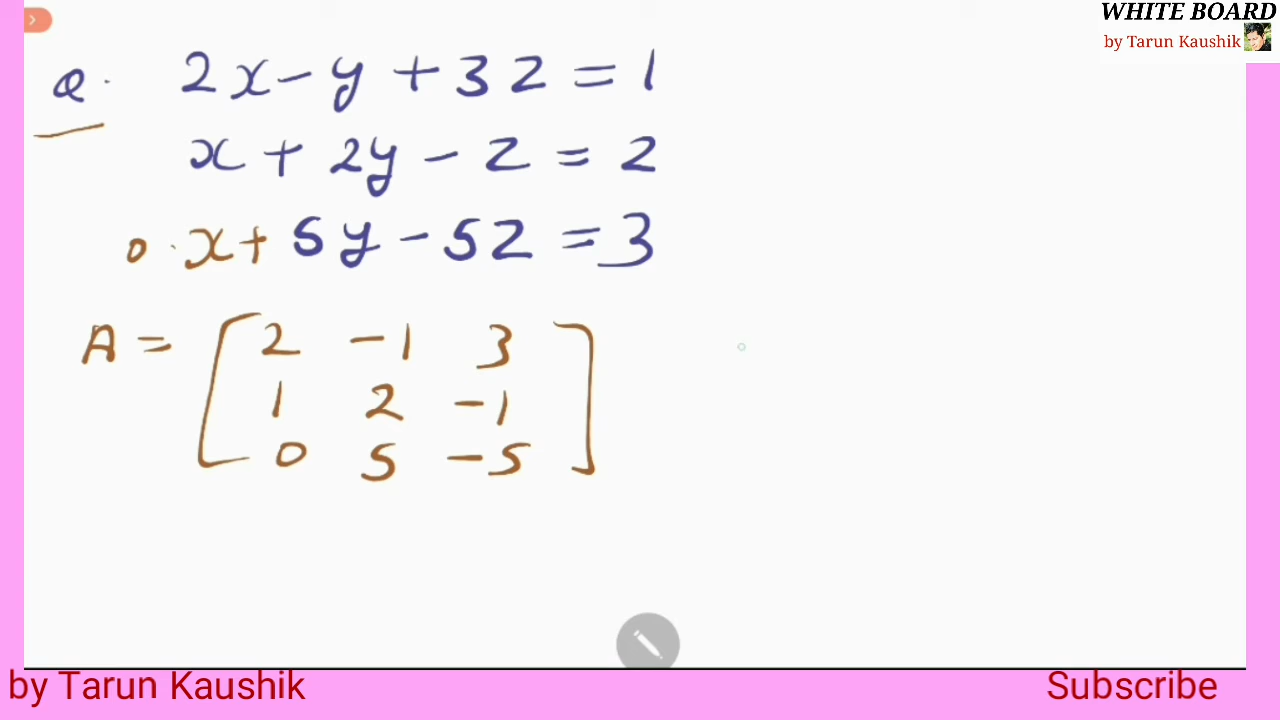 WHITE BOARD
by Tarun Kaushik
Q. 2x - y + 3z = 1
x + 2y - z = 2
0.x + 5y - 5z = 3
A = [ 2 -1 3
1 2 -1
0 5 -5 ]
by Tarun Kaushik
Subscribe